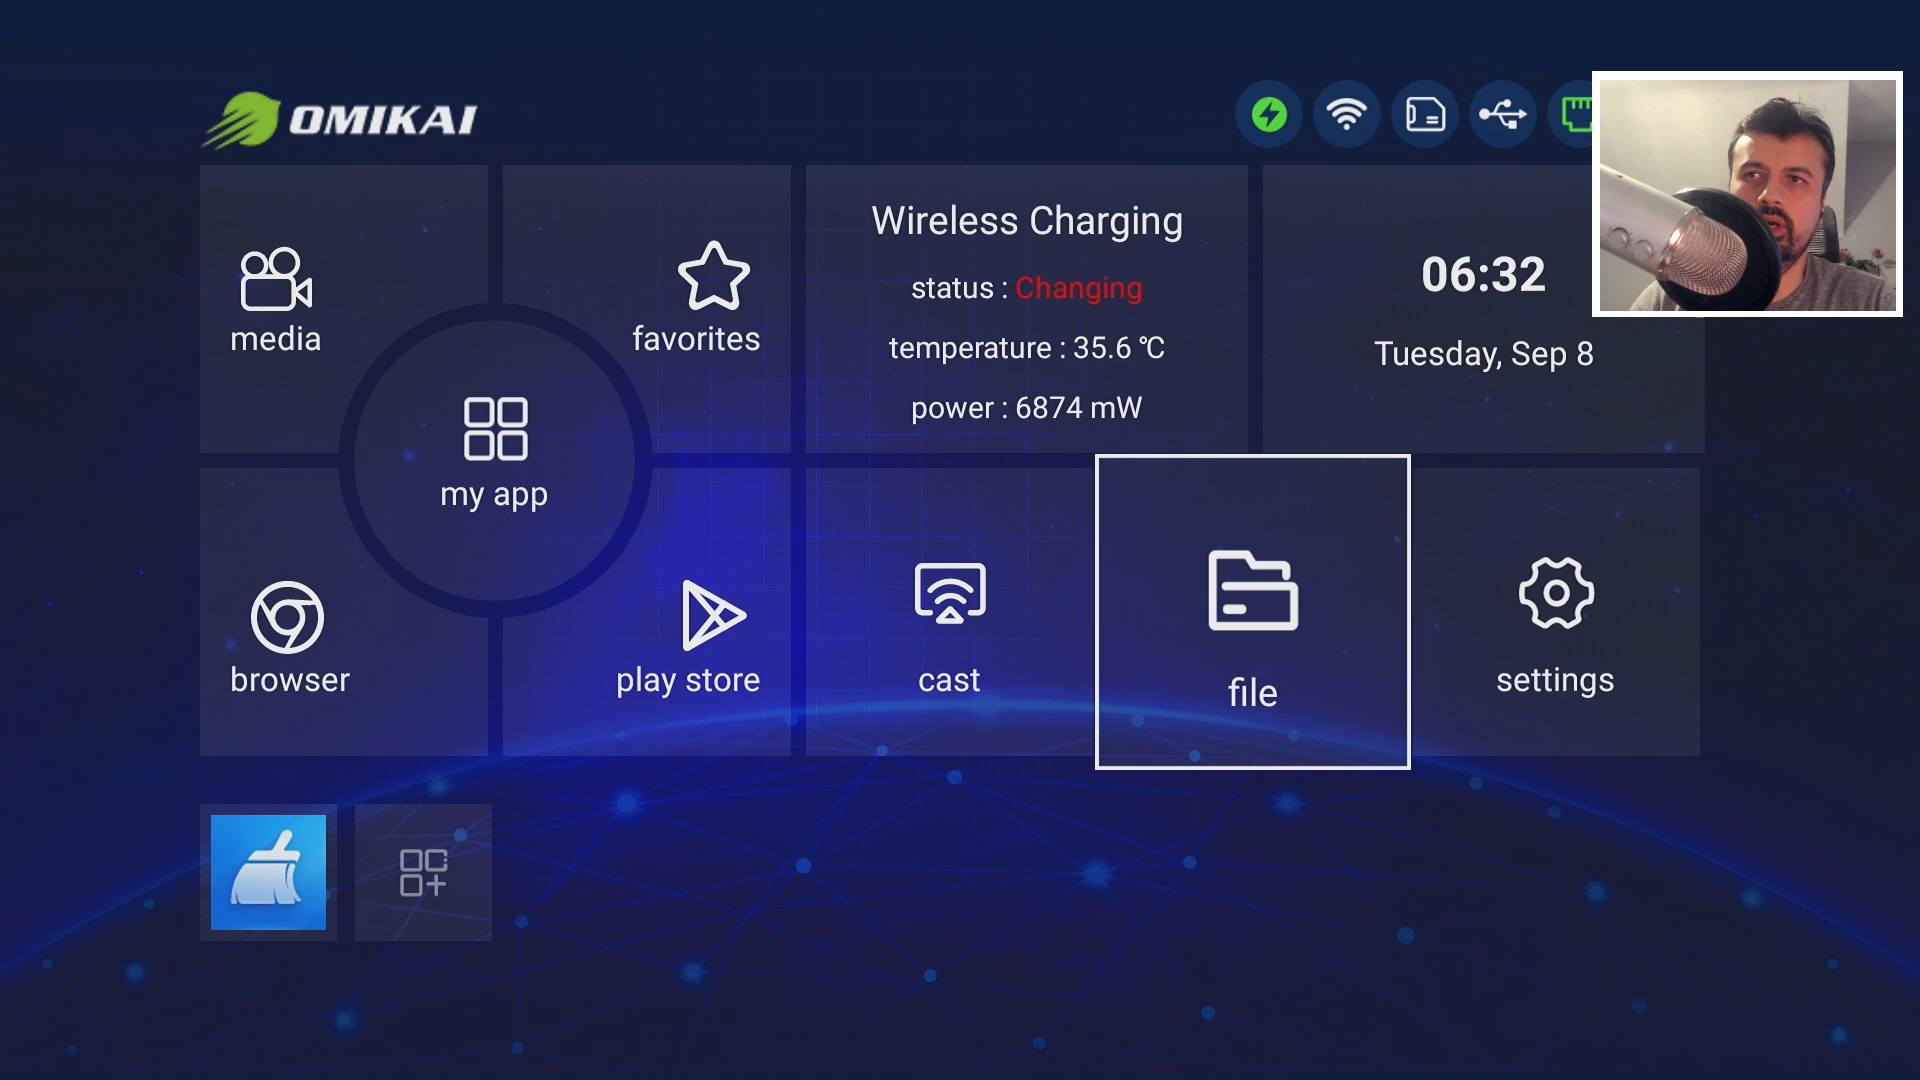 OMIKAI
media
favorites
my app
browser
play store
Wireless Charging
status : Changing
temperature : 35.6 ℃
power : 6874 mW
06:32
Tuesday, Sep 8
cast
file
settings